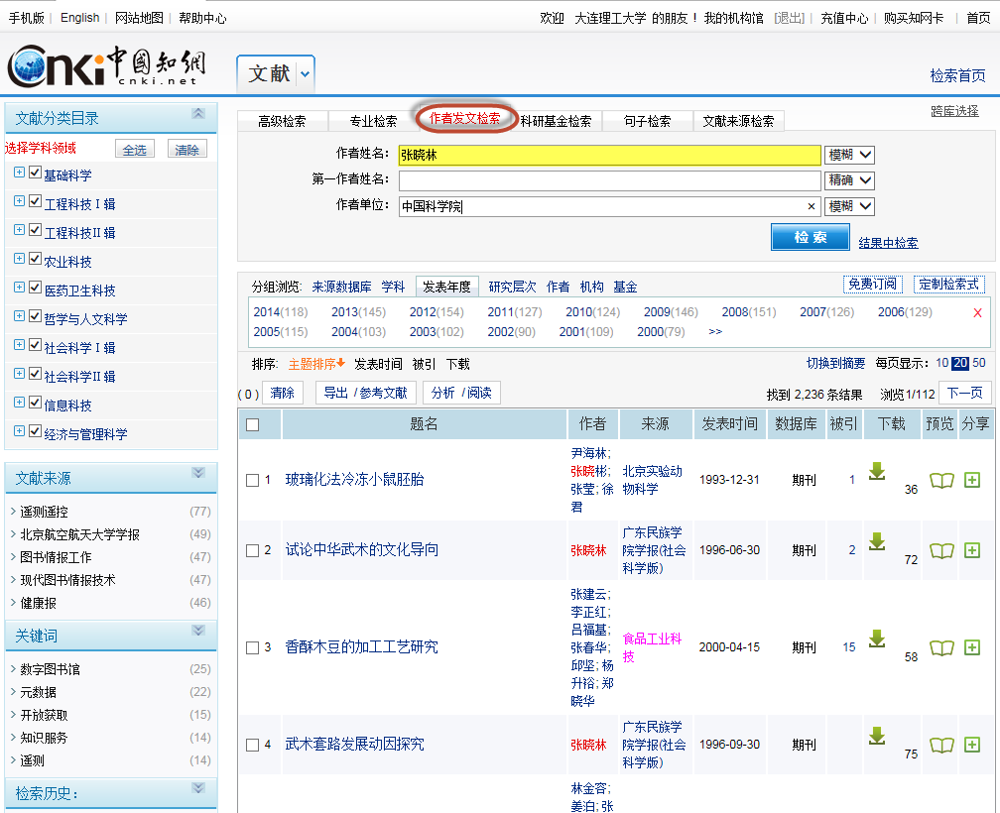 手机版 | English | 网站地图 | 帮助中心
欢迎 大连理工大学 的朋友！ 我的机构馆 [退出] | 充值中心 | 购买知网卡 | 首页
Cnki 中國知網
cnki.net
文献
检索首页
文献分类目录
选择学科领域 全选 清除
基础科学
工程科技Ⅰ辑
工程科技II 辑
农业科技
医药卫生科技
哲学与人文科学
社会科学Ⅰ辑
社会科学II 辑
信息科技
经济与管理科学
文献来源
遥测遥控 (77)
北京航空航天大学学报 (49)
图书情报工作 (47)
现代图书情报技术 (47)
健康报 (46)
关键词
数字图书馆 (25)
元数据 (22)
开放获取 (15)
知识服务 (14)
遥测 (14)
检索历史：
高级检索 专业检索 作者发文检索 科研基金检索 句子检索 文献来源检索 跨库选择
作者姓名： 张晓林 模糊
第一作者姓名： 精确
作者单位： 中国科学院 × 模糊
检 索 结果中检索
分组浏览: 来源数据库 学科 发表年度 研究层次 作者 机构 基金 免费订阅 定制检索式
2014(118) 2013(145) 2012(154) 2011(127) 2010(124) 2009(146) 2008(151) 2007(126) 2006(129) X
2005(115) 2004(103) 2003(102) 2002(90) 2001(109) 2000(79) >>
排序: 主题排序 发表时间 被引 下载 切换到摘要 每页显示： 10 20 50
( 0 ) 清除 导出 / 参考文献 分析 / 阅读 找到 2,236 条结果 浏览1/112 下一页
题名 作者 来源 发表时间 数据库 被引 下载 预览 分享
1 玻璃化法冷冻小鼠胚胎
尹海林;
张晓彬;
张莹; 徐
君
北京实验动
物科学
1993-12-31 期刊 1 36
2 试论中华武术的文化导向 张晓林
广东民族学
院学报(社会
科学版)
1996-06-30 期刊 2 72
3 香酥木豆的加工工艺研究
张建云;
李正红;
吕福基;
张春华;
邱坚; 杨
升裕; 郑
晓华
食品工业科
技
2000-04-15 期刊 15 58
4 武术套路发展动因探究 张晓林
广东民族学
院学报(社会
科学版)
1996-09-30 期刊 75
林金容;
姜泊; 张